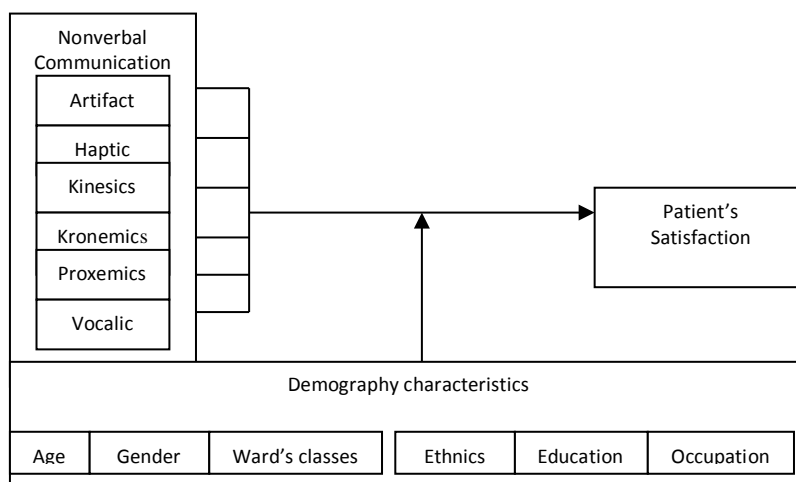 Nonverbal
Communication
Artifact
Haptic
Kinesics
Kronemics
Proxemics
Vocalic
Patient’s
Satisfaction
Demography characteristics
Age Gender Ward’s classes Ethnics Education Occupation